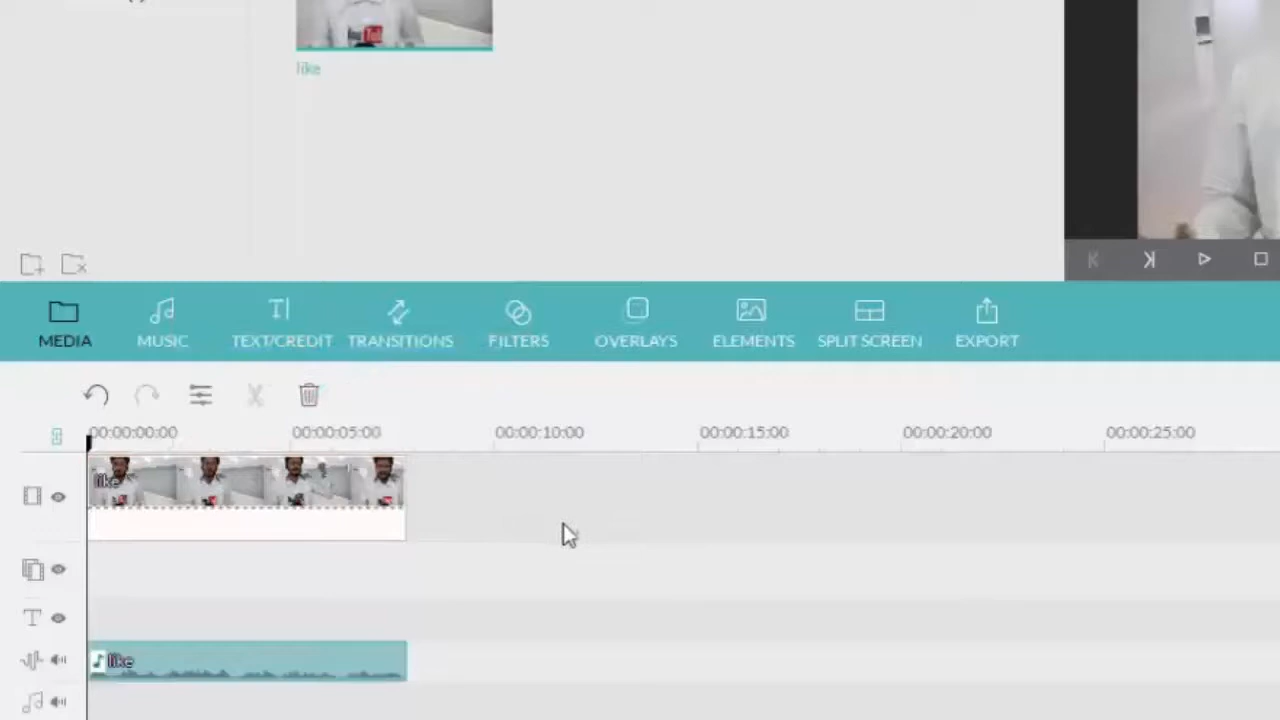 like
MEDIA
MUSIC
TEXT/CREDIT
TRANSITIONS
FILTERS
OVERLAYS
ELEMENTS
SPLIT SCREEN
EXPORT
00:00:00:00
00:00:05:00
00:00:10:00
00:00:15:00
00:00:20:00
00:00:25:00
like
like